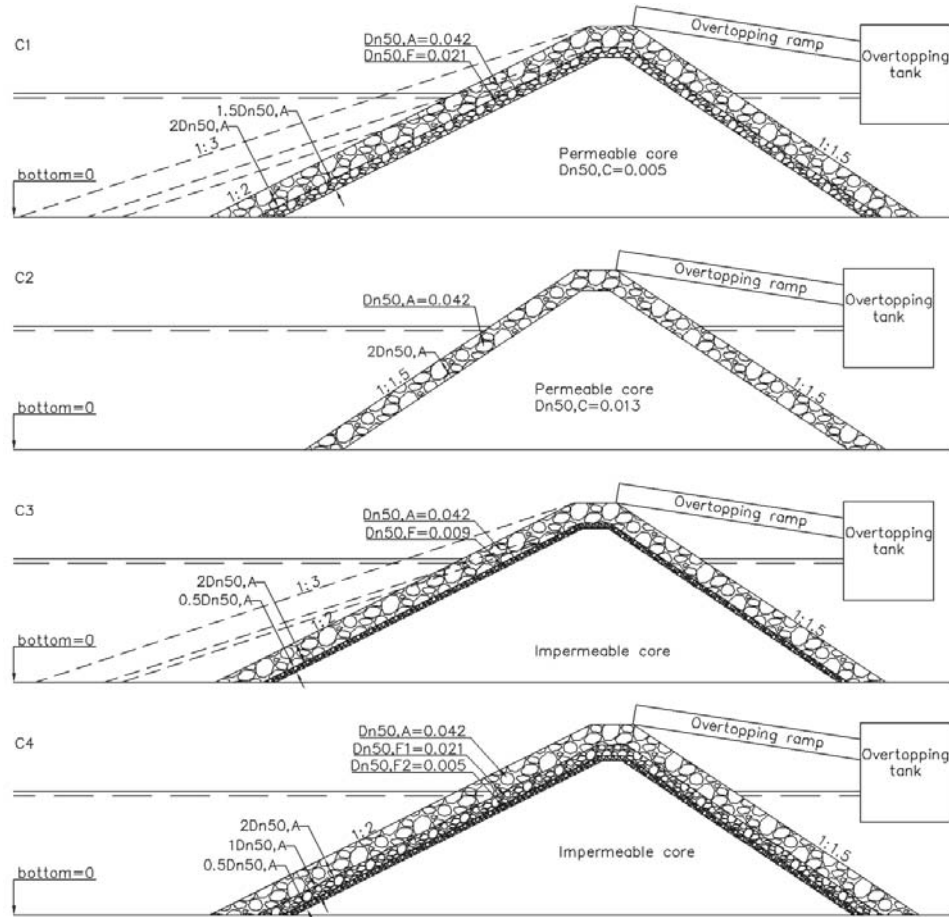 C1
Dn50,A=0.042
Dn50,F=0.021
Overtopping ramp
Overtopping
tank
1.5Dn50,A
2Dn50,A
1:3
1:2
1:1.5
bottom=0
Permeable core
Dn50,C=0.005
C2
Overtopping ramp
Overtopping
tank
Dn50,A=0.042
2Dn50,A
1:1.5
1:1.5
bottom=0
Permeable core
Dn50,C=0.013
C3
Overtopping ramp
Overtopping
tank
Dn50,A=0.042
Dn50,F=0.009
2Dn50,A
0.5Dn50,A
1:3
1:2
1:1.5
bottom=0
Impermeable core
C4
Overtopping ramp
Overtopping
tank
Dn50,A=0.042
Dn50,F1=0.021
Dn50,F2=0.005
1:2
2Dn50,A
1Dn50,A
0.5Dn50,A
1:1.5
bottom=0
Impermeable core